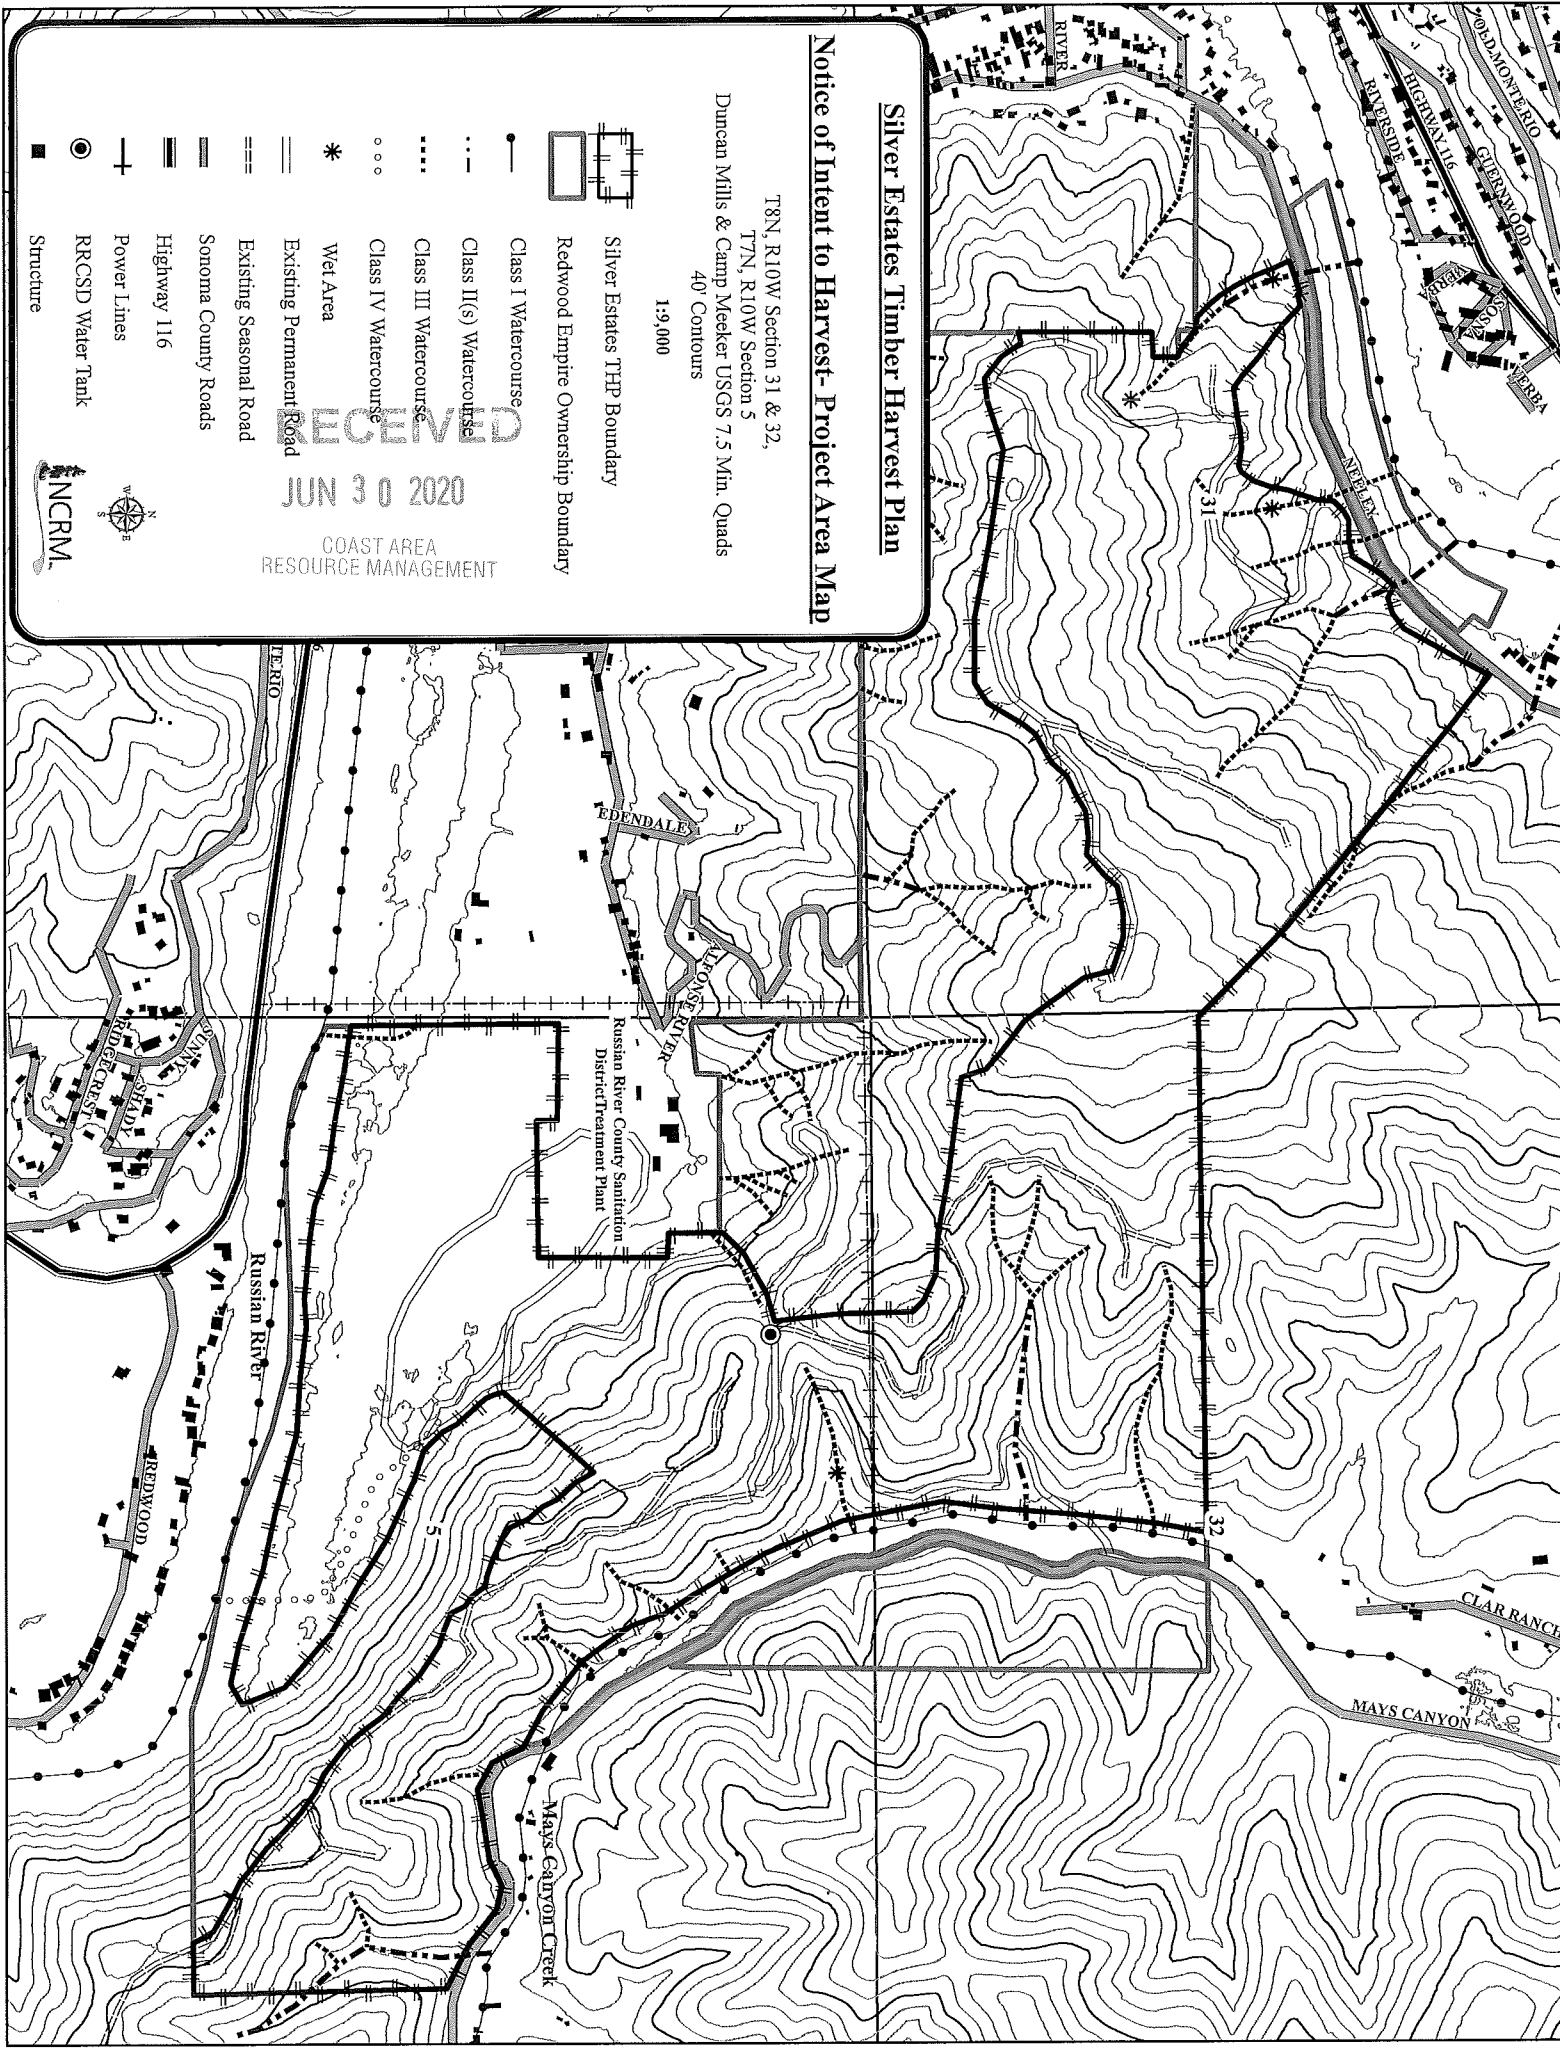 Silver Estates Timber Harvest Plan
Notice of Intent to Harvest- Project Area Map
T8N, R10W Section 31 & 32,
T7N, R10W Section 5
Duncan Mills & Camp Meeker USGS 7.5 Min. Quads
40' Contours
1:9,000
Silver Estates THP Boundary
Redwood Empire Ownership Boundary
Class I Watercourse
Class II(s) Watercourse
Class III Watercourse
Class IV Watercourse
Wet Area
Existing Permanent Road
Existing Seasonal Road
Sonoma County Roads
Highway 116
Power Lines
RRCSD Water Tank
Structure
RECEIVED
JUN 30 2020
COAST AREA
RESOURCE MANAGEMENT
N
E
S
W
NCRM
OLD MONTE RIO
GUERNWOOD
HIGHWAY 116
RIVERSIDE
RIVER
VERBA
SOSNA
VERBA
NEELEY
31
32
5
CLAR RANCH
MAYS CANYON
Mays Canyon Creek
EDENDALE
ALFONSE
RIVER
Russian River County Sanitation
DistrictTreatment Plant
Russian River
REDWOOD
SUNNY
SHADY
RIDGECREST
TE RIO
6